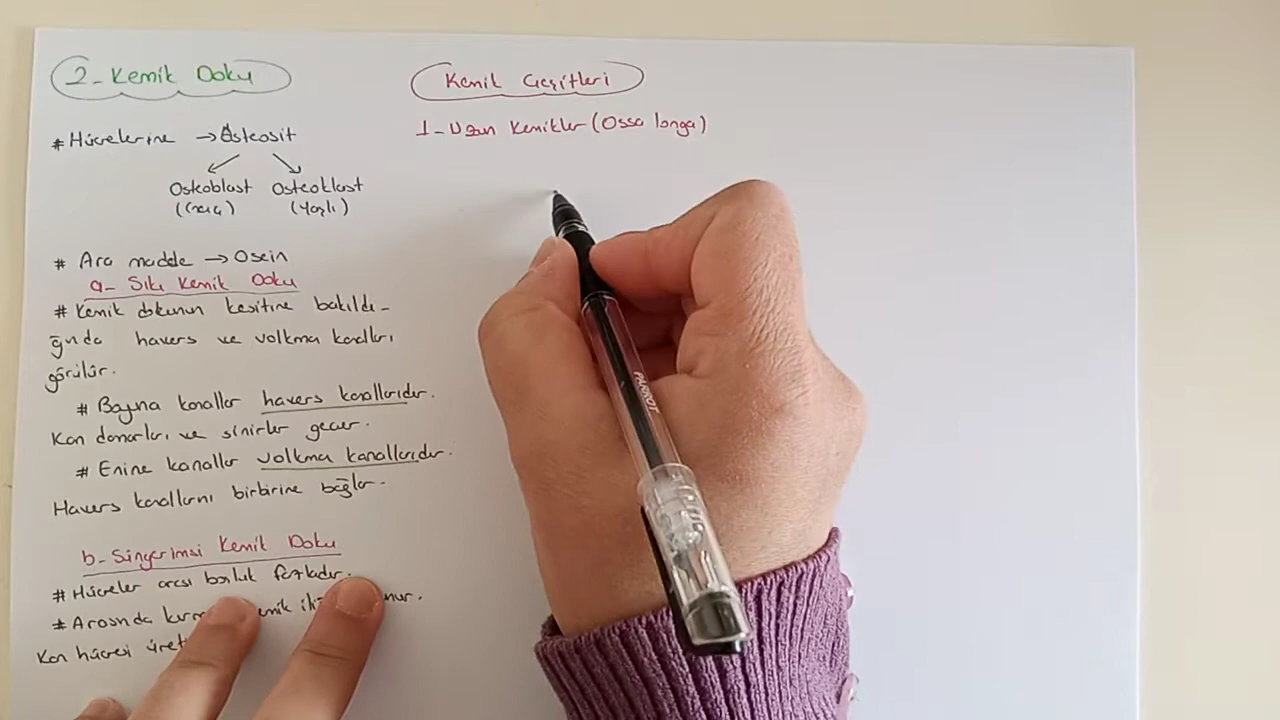 2- Kemik Doku
# Hücrelerine → Osteosit
Osteoblast Osteoklast
(Genç) (Yaşlı)
# Ara madde → Osein
a- Sıkı Kemik Doku
# Kemik dokunun kesitine bakıldı-
ğında havers ve volkman kanalları
görülür.
# Boyuna kanallar havers kanallarıdır.
Kan damarları ve sinirler geçer.
# Enine kanallar volkman kanallarıdır.
Havers kanallarını birbirine bağlar.
b- Süngerimsi Kemik Doku
# Hücreler arası boşluk fazladır.
# Arasında
Kan hücresi
Kemik Çeşitleri
1- Uzun Kemikler (Ossa longa)
PARKOT